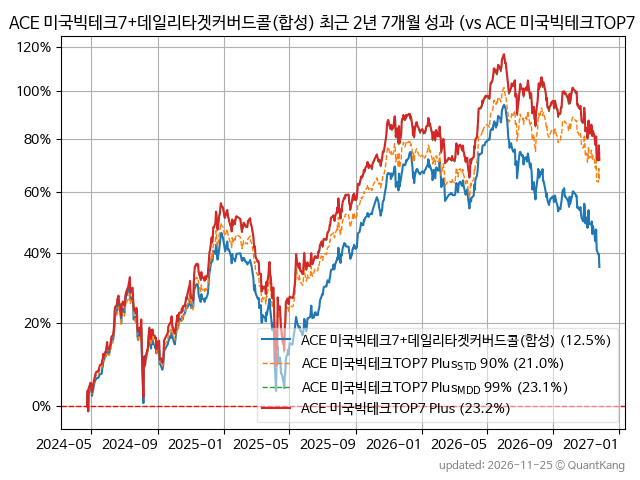 ACE 미국빅테크7+데일리타겟커버드콜(합성) 최근 2년 7개월 성과 (vs ACE 미국빅테크TOP7
120%
100%
80%
60%
40%
20%
0%
ACE 미국빅테크7+데일리타겟커버드콜(합성) (12.5%)
ACE 미국빅테크TOP7 PlusSTD 90% (21.0%)
ACE 미국빅테크TOP7 PlusMDD 99% (23.1%)
ACE 미국빅테크TOP7 Plus (23.2%)
2024-05 2024-09 2025-01 2025-05 2025-09 2026-01 2026-05 2026-09 2027-01
updated: 2026-11-25 © QuantKang